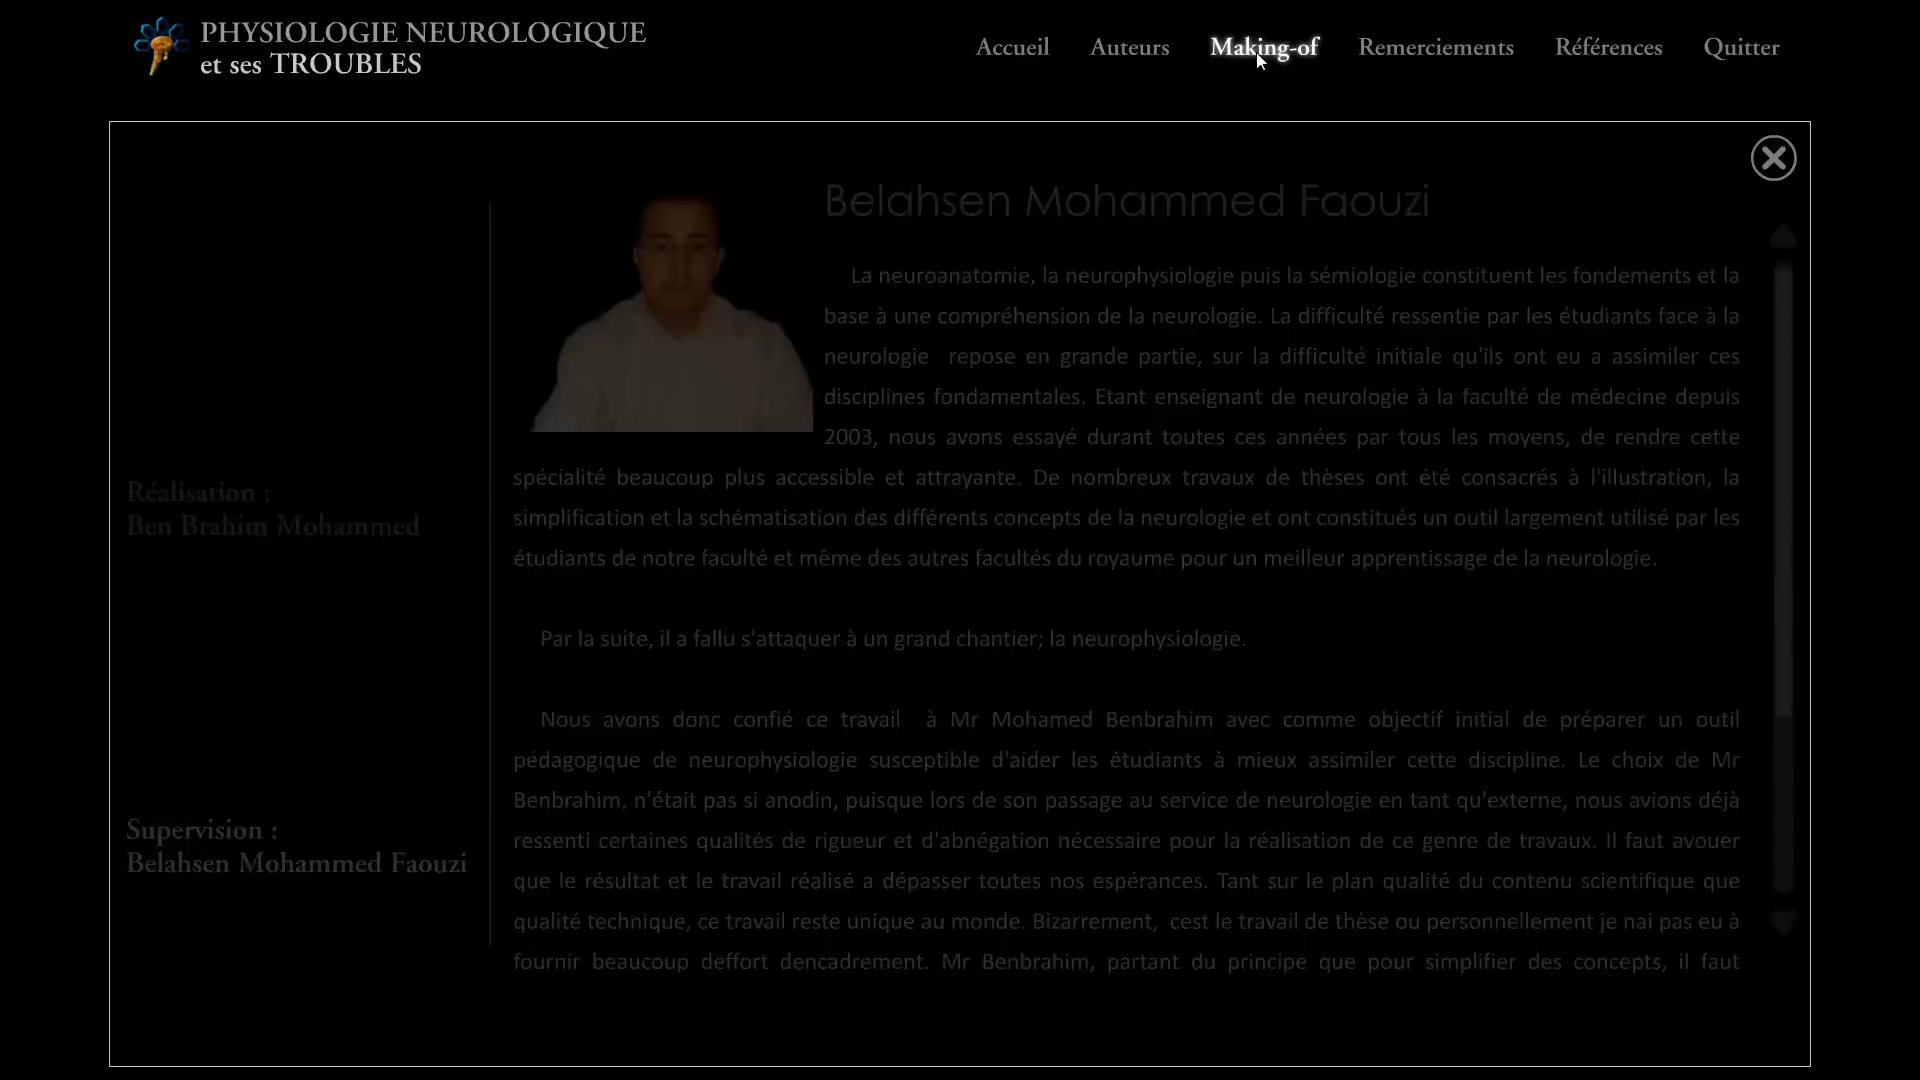 PHYSIOLOGIE NEUROLOGIQUE
et ses TROUBLES
Accueil Auteurs Making-of Remerciements Références Quitter
Réalisation :
Ben Brahim Mohammed
Supervision :
Belahsen Mohammed Faouzi
Belahsen Mohammed Faouzi
La neuroanatomie, la neurophysiologie puis la sémiologie constituent les fondements et la
base à une compréhension de la neurologie. La difficulté ressentie par les étudiants face à la
neurologie repose en grande partie, sur la difficulté initiale qu'ils ont eu a assimiler ces
disciplines fondamentales. Etant enseignant de neurologie à la faculté de médecine depuis
2003, nous avons essayé durant toutes ces années par tous les moyens, de rendre cette
spécialité beaucoup plus accessible et attrayante. De nombreux travaux de thèses ont été consacrés à l'illustration, la
simplification et la schématisation des différents concepts de la neurologie et ont constitués un outil largement utilisé par les
étudiants de notre faculté et même des autres facultés du royaume pour un meilleur apprentissage de la neurologie.
Par la suite, il a fallu s'attaquer à un grand chantier; la neurophysiologie.
Nous avons donc confié ce travail à Mr Mohamed Benbrahim avec comme objectif initial de préparer un outil
pédagogique de neurophysiologie susceptible d'aider les étudiants à mieux assimiler cette discipline. Le choix de Mr
Benbrahim, n'était pas si anodin, puisque lors de son passage au service de neurologie en tant qu'externe, nous avions déjà
ressenti certaines qualités de rigueur et d'abnégation nécessaire pour la réalisation de ce genre de travaux. Il faut avouer
que le résultat et le travail réalisé a dépasser toutes nos espérances. Tant sur le plan qualité du contenu scientifique que
qualité technique, ce travail reste unique au monde. Bizarrement, cest le travail de thèse ou personnellement je nai pas eu à
fournir beaucoup deffort dencadrement. Mr Benbrahim, partant du principe que pour simplifier des concepts, il faut